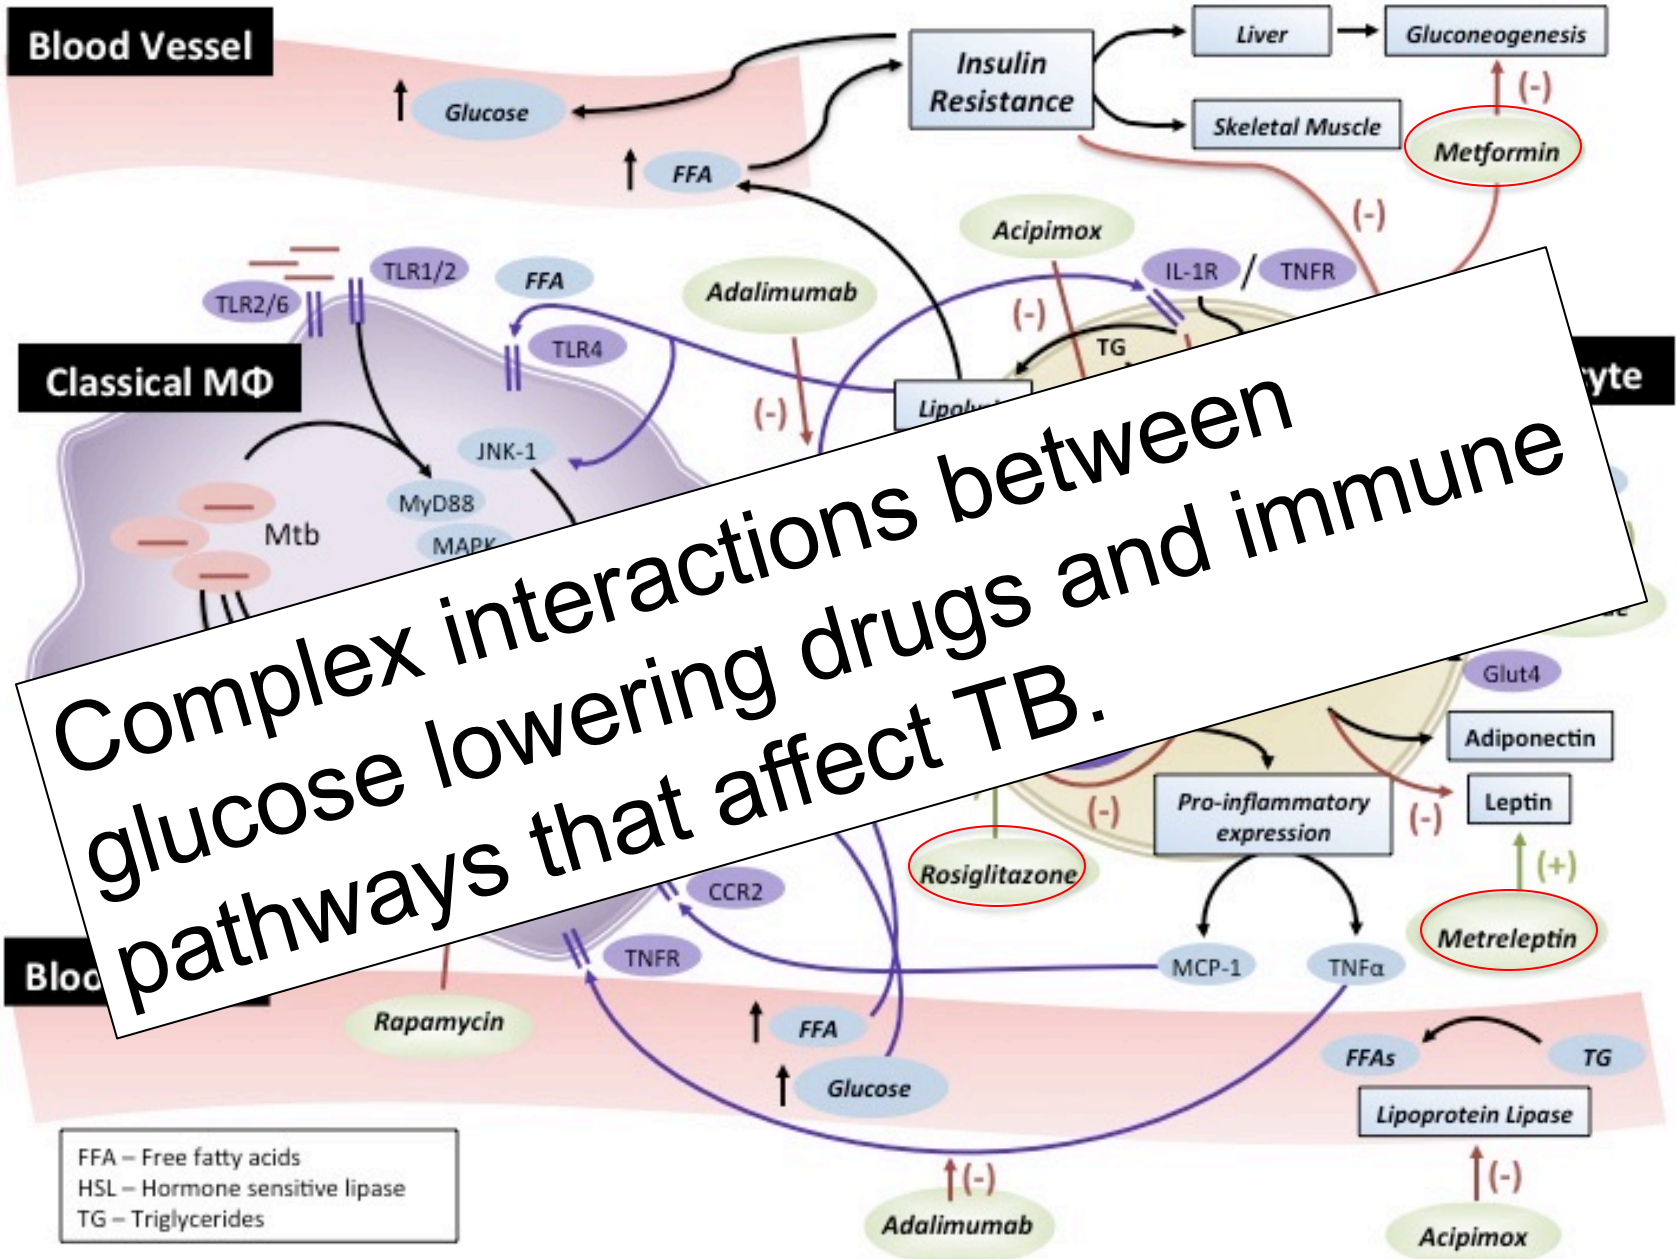 Blood Vessel
Glucose
FFA
Insulin
Resistance
Liver
Gluconeogenesis
(-)
Skeletal Muscle
Metformin
(-)
Acipimox
TLR1/2
TLR2/6
FFA
Adalimumab
IL-1R / TNFR
(-)
TLR4
TG
Classical MΦ
(-)
JNK-1
MyD88
MAPK
Mtb
Complex interactions between
glucose lowering drugs and immune
pathways that affect TB.
Glut4
Adiponectin
Leptin
Pro-inflammatory
expression
(-)
(-)
(+)
Rosiglitazone
CCR2
Metreleptin
TNFR
MCP-1
TNFα
Rapamycin
FFA
Glucose
FFAs
TG
Lipoprotein Lipase
FFA – Free fatty acids
HSL – Hormone sensitive lipase
TG – Triglycerides
(-)
Adalimumab
(-)
Acipimox